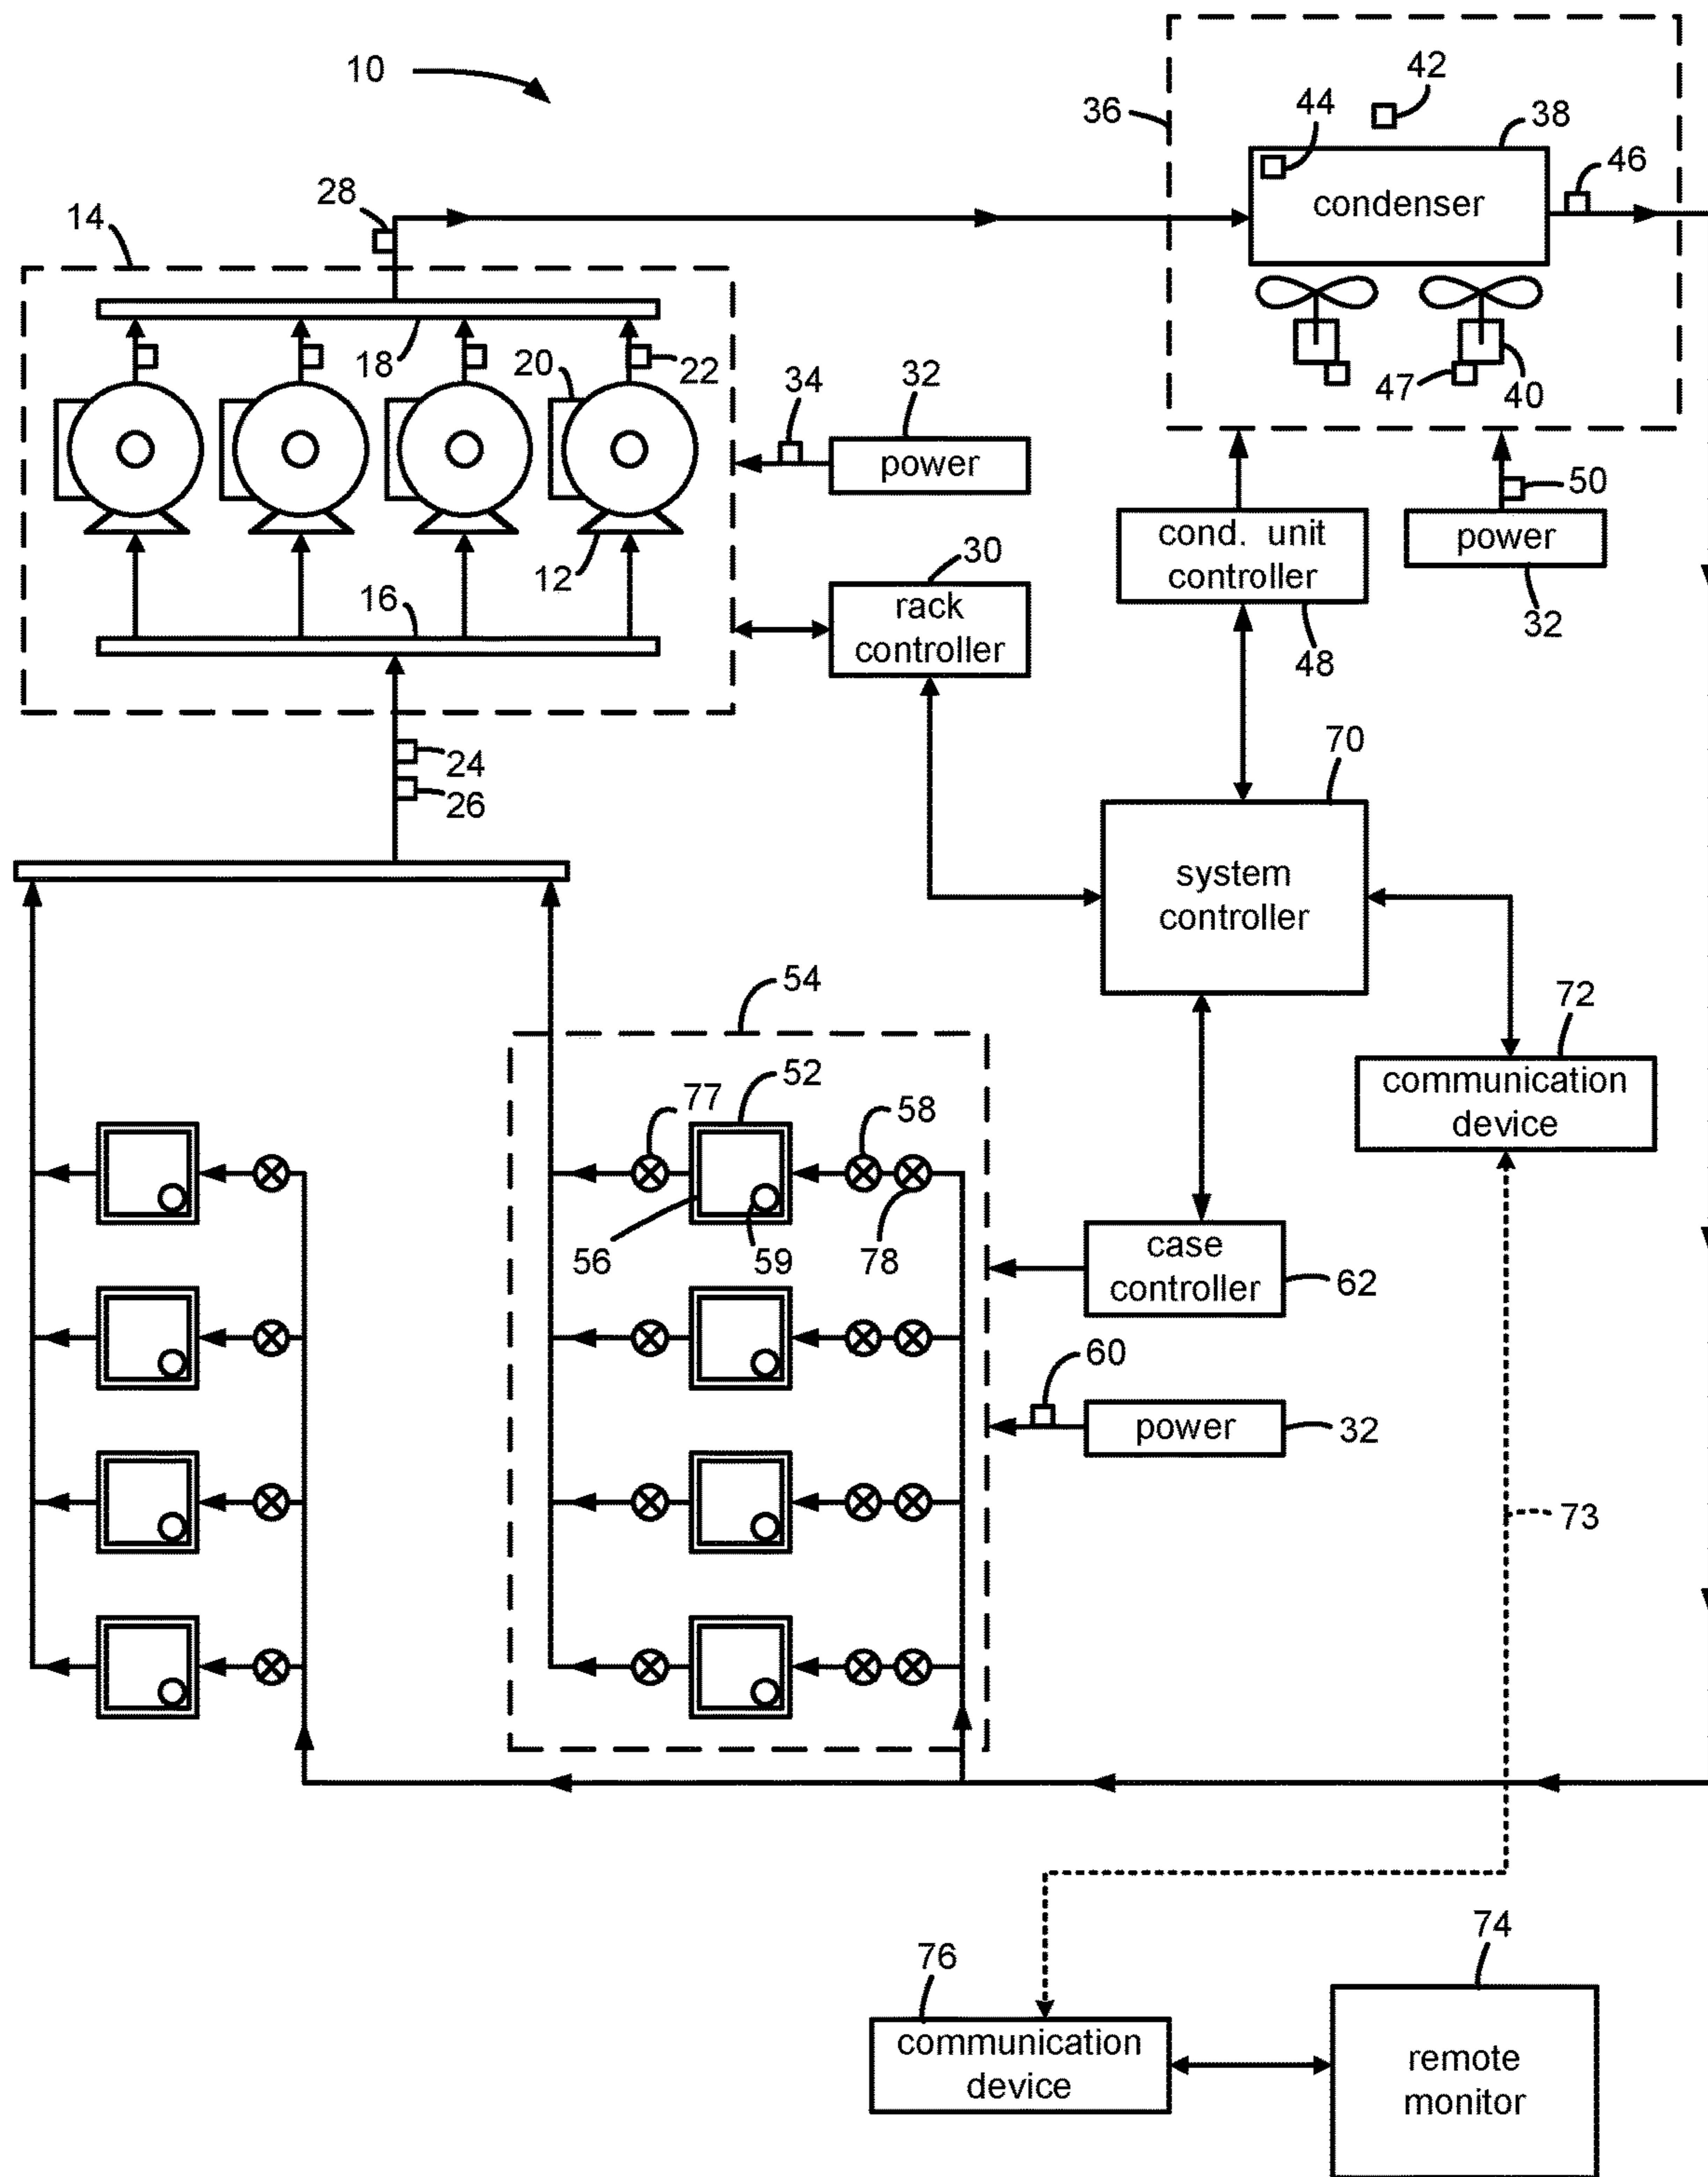 10
42
44
36
38
46
28
condenser
14
18
20
22
34
32
47
40
power
50
12
30
cond. unit
controller
power
16
rack
controller
32
48
24
26
70
system
controller
54
72
52
77
58
communication
device
56
59
78
case
controller
62
60
power
32
73
74
76
communication
device
remote
monitor